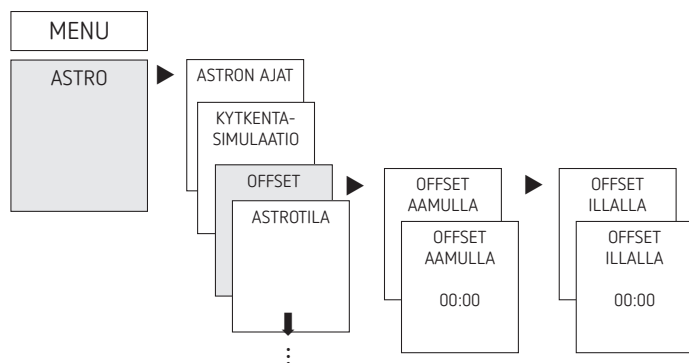 MENU
ASTRO
ASTRON AJAT
KYTKENTA-
SIMULAATIO
OFFSET
ASTROTILA
OFFSET
AAMULLA
OFFSET
AAMULLA
00:00
OFFSET
ILLALLA
OFFSET
ILLALLA
00:00